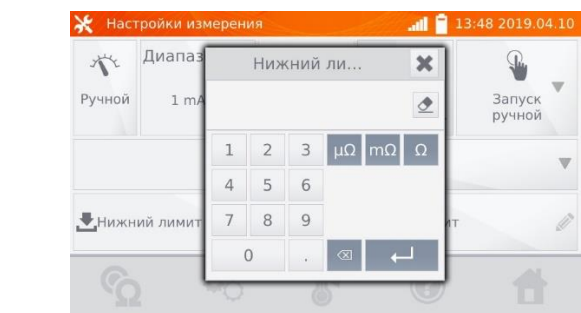 Настройки измерения 13:48 2019.04.10
Диапаз
Нижний ли...
Ручной
1 mA
Запуск
ручной
1 2 3 µΩ mΩ Ω
4 5 6
Нижний лимит
7 8 9
ит
0 .